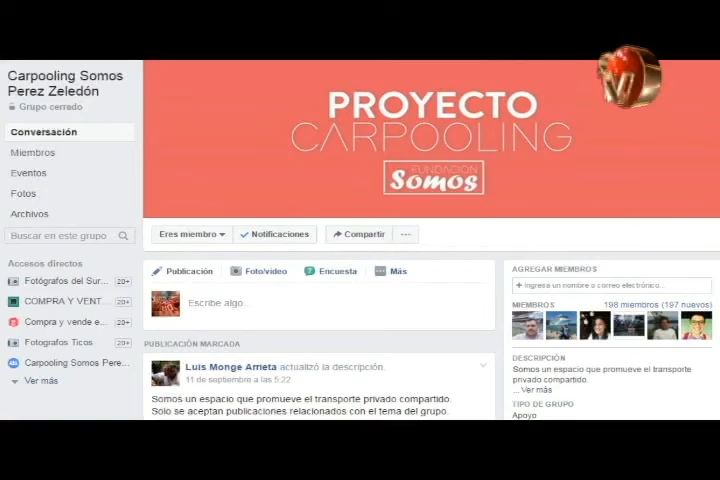 Carpooling Somos
Perez Zeledón
Grupo cerrado
Conversación
Miembros
Eventos
Fotos
Archivos
Buscar en este grupo
Accesos directos
Fotógrafos del Sur... 20+
COMPRA Y VENT... 20+
Compra y vende e... 20+
Fotografos Ticos 20+
Carpooling Somos Pere...
Ver más
PROYECTO
CARPOOLING
FUNDACIÓN
Somos
Eres miembro
Notificaciones
Compartir
...
Publicación
Foto/video
Encuesta
Más
Escribe algo...
PUBLICACIÓN MARCADA
Luis Monge Arrieta actualizó la descripción.
11 de septiembre a las 5:22
Somos un espacio que promueve el transporte privado compartido.
Solo se aceptan publicaciones relacionados con el tema del grupo.
AGREGAR MIEMBROS
+ Ingresa un nombre o correo electrónico...
MIEMBROS 198 miembros (197 nuevos)
DESCRIPCIÓN
Somos un espacio que promueve el transporte
privado compartido.
... Ver más
TIPO DE GRUPO
Apoyo